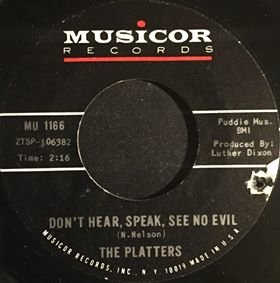 MUSICOR
RECORDS
MU 1166
ZTSP-106382
Time: 2:16
Puddie Mus.
BMI
Produced By:
Luther Dixon
DON'T HEAR, SPEAK, SEE NO EVIL
(N.Nelson)
THE PLATTERS
MUSICOR RECORDS, INC., N.Y. 10019 MADE IN U.S.A.